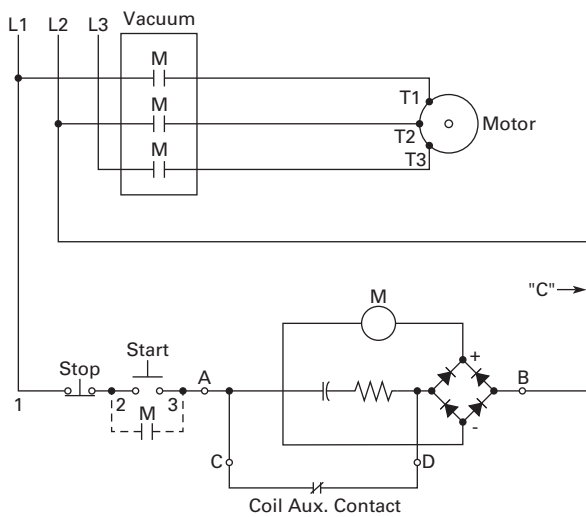 Vacuum
L1 L2 L3
M
M
M
T1
T2
T3
Motor
"C"
M
Stop
Start
A
+
B
1
2
3
M
-
C
D
Coil Aux. Contact